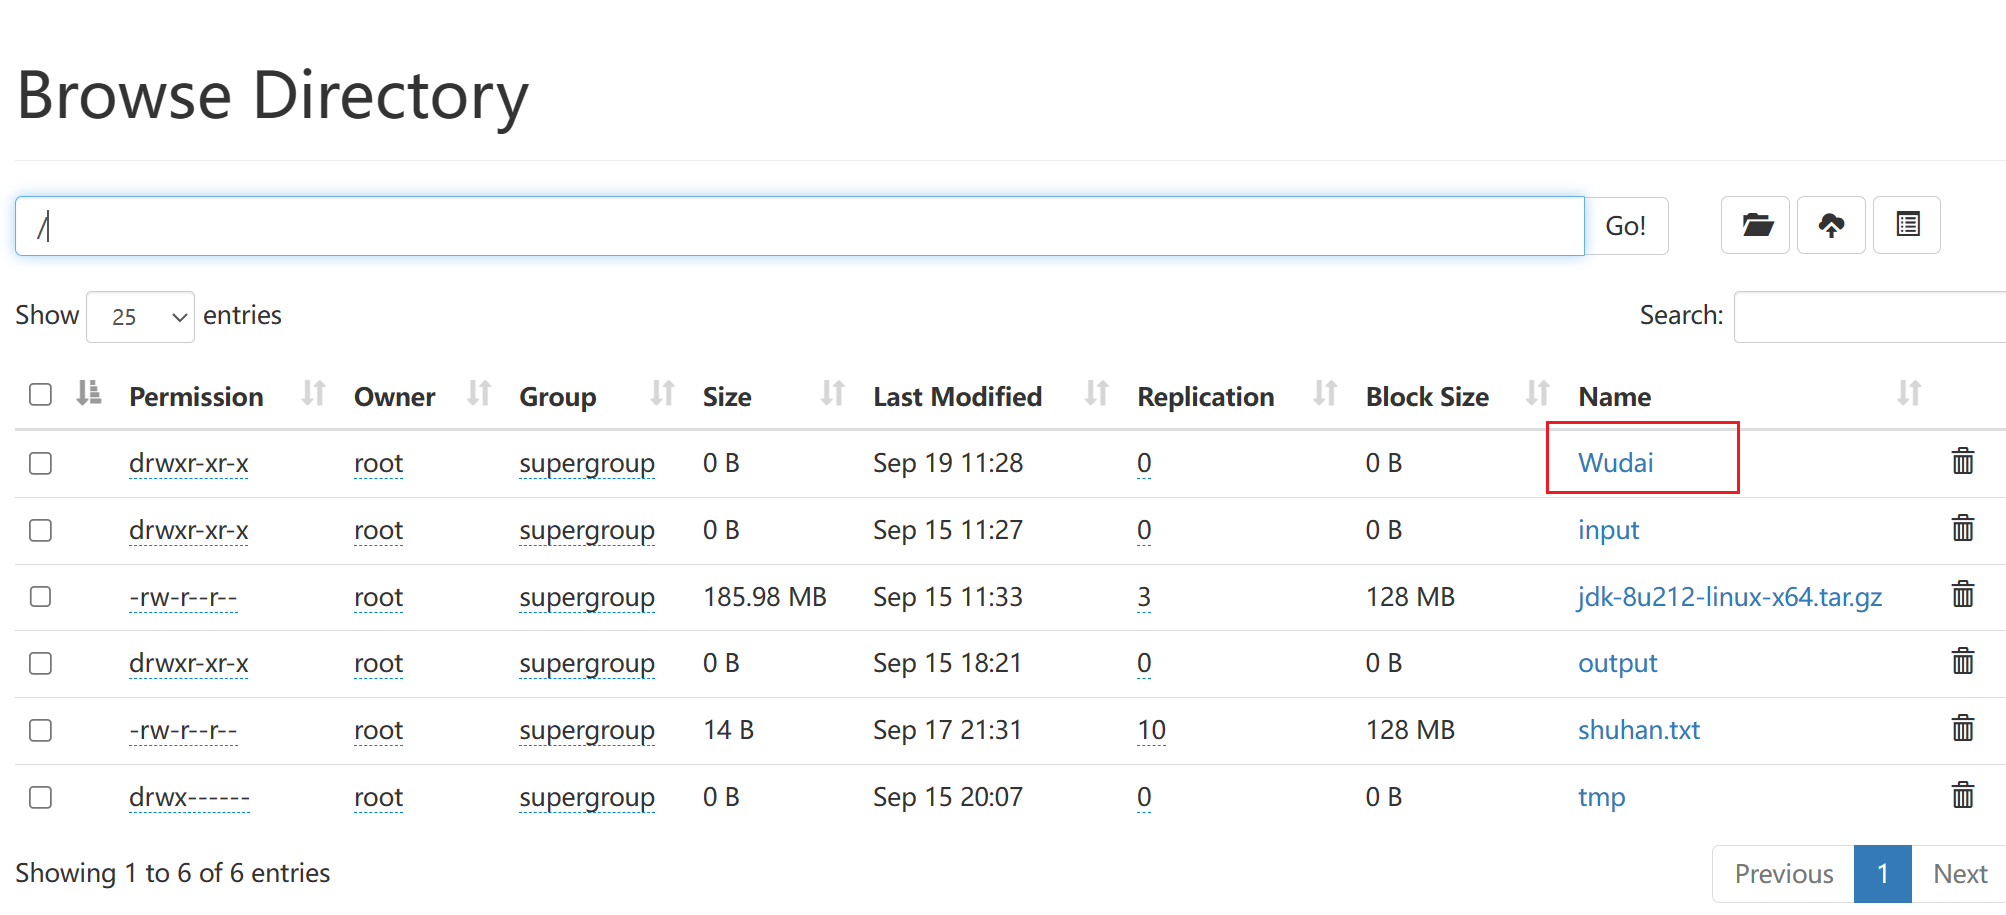 Browse Directory
/ Go!
Show 25 entries Search:
Permission Owner Group Size Last Modified Replication Block Size Name
drwxr-xr-x root supergroup 0 B Sep 19 11:28 0 0 B Wudai
drwxr-xr-x root supergroup 0 B Sep 15 11:27 0 0 B input
-rw-r--r-- root supergroup 185.98 MB Sep 15 11:33 3 128 MB jdk-8u212-linux-x64.tar.gz
drwxr-xr-x root supergroup 0 B Sep 15 18:21 0 0 B output
-rw-r--r-- root supergroup 14 B Sep 17 21:31 10 128 MB shuhan.txt
drwx------ root supergroup 0 B Sep 15 20:07 0 0 B tmp
Showing 1 to 6 of 6 entries Previous 1 Next